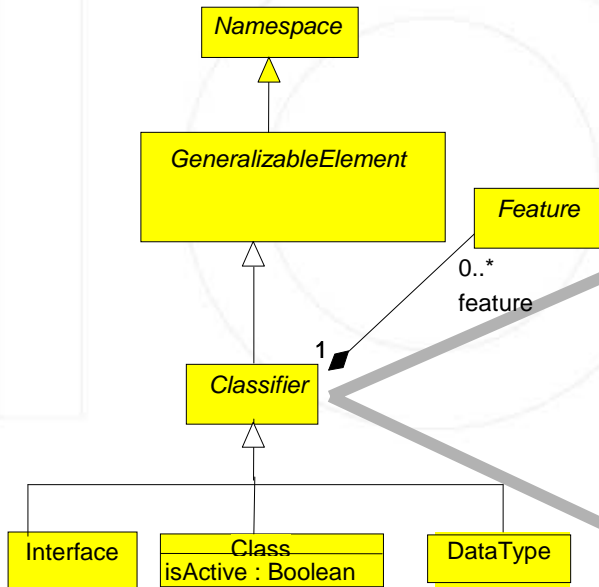 Namespace
GeneralizableElement
Feature
0..*
feature
1
Classifier
Interface
Class
isActive : Boolean
DataType